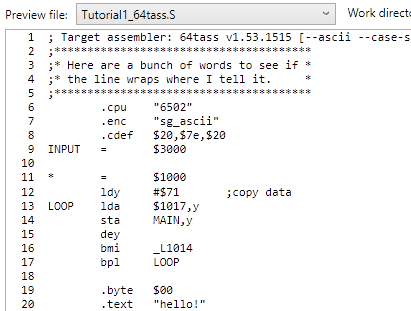 Preview file: Tutorial1_64tass.S Work direct
1 ; Target assembler: 64tass v1.53.1515 [--ascii --case-s
2 ;**************************************
3 ;* Here are a bunch of words to see if *
4 ;* the line wraps where I tell it.     *
5 ;**************************************
6         .cpu    "6502"
7         .enc    "sg_ascii"
8         .cdef   $20,$7e,$20
9 INPUT   =       $3000
10
11 *       =       $1000
12         ldy     #$71       ;copy data
13 LOOP    lda     $1017,y
14         sta     MAIN,y
15         dey
16         bmi     _L1014
17         bpl     LOOP
18
19         .byte   $00
20         .text   "hello!"